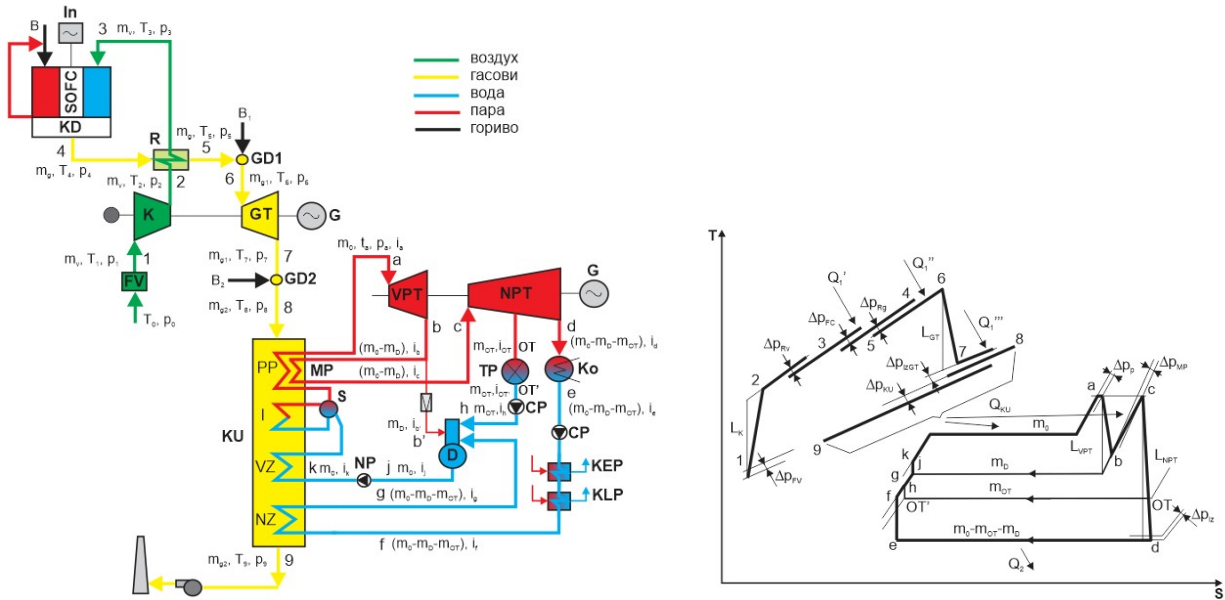 In
B
3 m_v, T_3, p_3
SOFC
KD
4
m_g, T_4, p_4
R
m_g, T_5, p_5
5
B_1
GD1
m_v, T_2, p_2
2
6
m_g1, T_6, p_6
K
GT
G
m_v, T_1, p_1
1
FV
T_0, p_0
m_g1, T_7, p_7
7
B_2
GD2
m_g2, T_8, p_8
8
воздух
гасови
вода
пара
гориво
m_0, t_a, p_a, i_a
a
VPT
NPT
G
b
c
d
(m_0-m_D), i_B
(m_0-m_D), i_c
m_OT, i_OT
OT
(m_0-m_D-m_OT), i_d
PP
MP
TP
Ko
S
m_OT, i_OT'
OT'
e
I
h m_OT, i_h
CP
(m_0-m_D-m_OT), i_e
m_D, i_b'
b'
CP
KU
D
VZ
k m_0, i_k
NP
j m_0, i_j
KEP
g (m_0-m_D-m_OT), i_g
KLP
NZ
f (m_0-m_D-m_OT), i_f
m_g2, T_9, p_9
9
T
Q_1'
Q_1''
6
Δp_Rg
4
Δp_FC
Q_1'''
Δp_RV
3
5
L_GT
8
7
2
Δp_IZGT
Δp_KU
Δp_p
Δp_MP
a
c
Q_KU
m_0
L_K
L_VPT
L_NPT
1
9
b
Δp_FV
k
j
m_D
g
h
m_OT
f
OT'
OT
Δp_iz
m_0-m_OT-m_D
e
d
Q_2
S